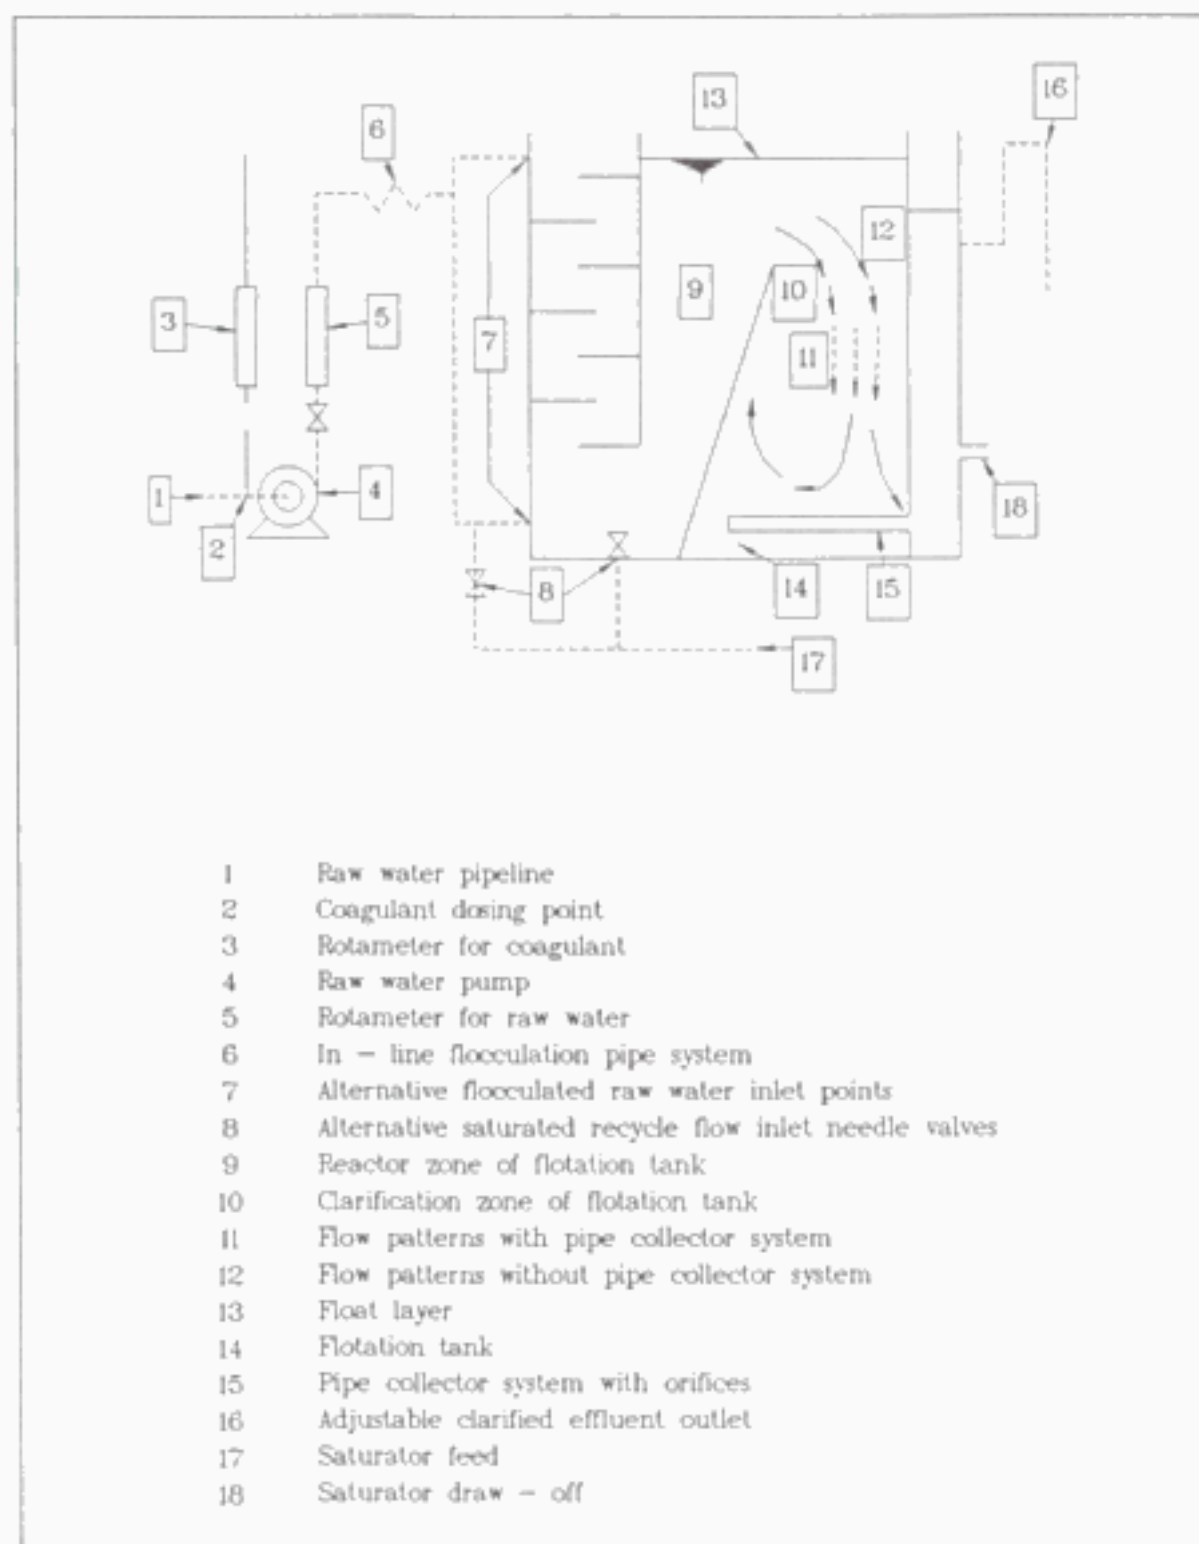 13
16
6
12
9
10
3
5
7
11
1
4
2
18
8
14
15
17
1 Raw water pipeline
2 Coagulant dosing point
3 Rotameter for coagulant
4 Raw water pump
5 Rotameter for raw water
6 In – line flocculation pipe system
7 Alternative flocculated raw water inlet points
8 Alternative saturated recycle flow inlet needle valves
9 Reactor zone of flotation tank
10 Clarification zone of flotation tank
11 Flow patterns with pipe collector system
12 Flow patterns without pipe collector system
13 Float layer
14 Flotation tank
15 Pipe collector system with orifices
16 Adjustable clarified effluent outlet
17 Saturator feed
18 Saturator draw – off